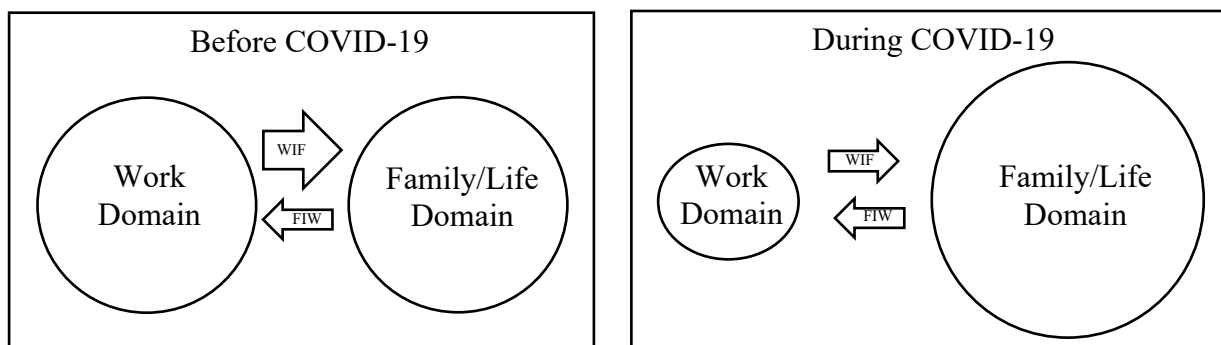 Before COVID-19
Work
Domain
WIF
FIW
Family/Life
Domain
During COVID-19
Work
Domain
WIF
FIW
Family/Life
Domain